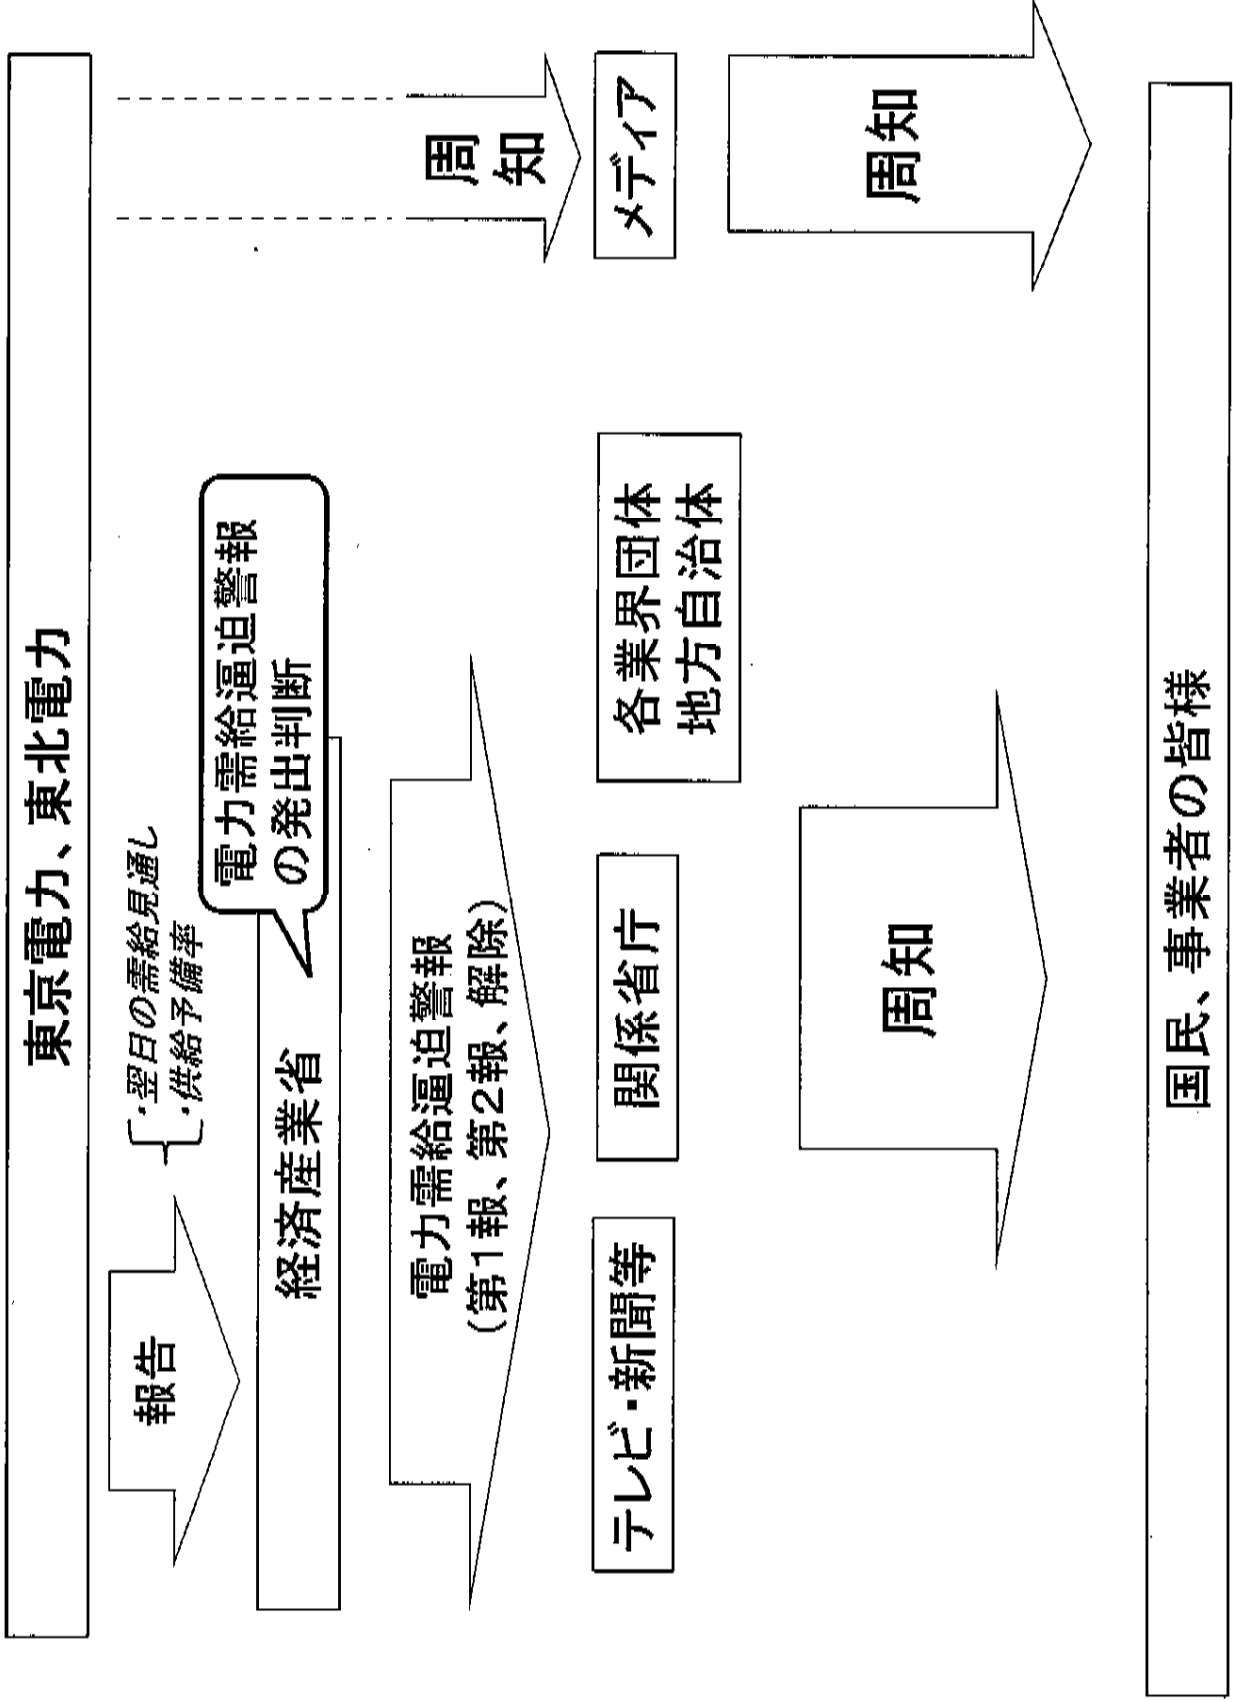 東京電力、東北電力
報告
・翌日の需給見通し
・供給予備率
経済産業省
電力需給逼迫警報
の発出判断
電力需給逼迫警報
(第1報、第2報、解除)
周
知
テレビ・新聞等
関係省庁
各業界団体
地方自治体
メディア
周知
周知
国民、事業者の皆様